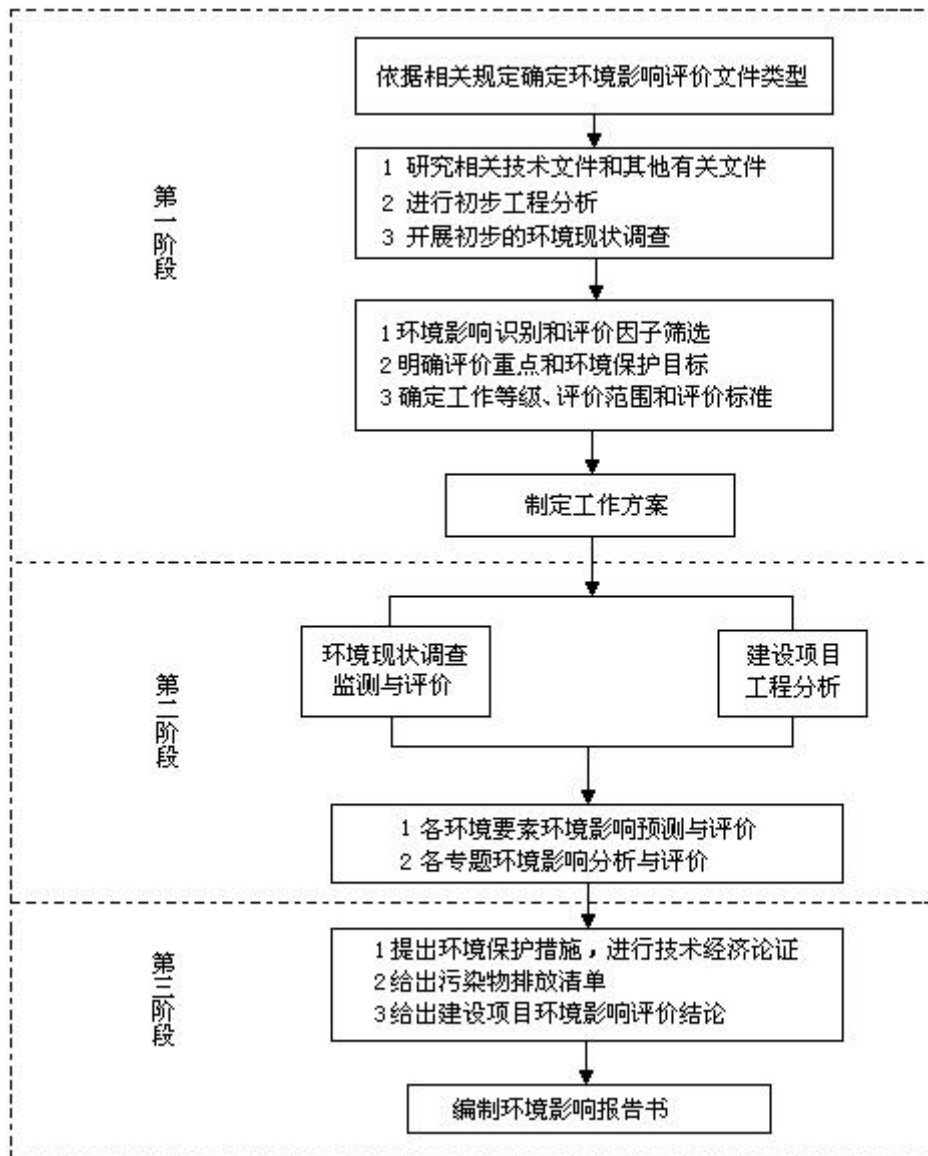 依据相关规定确定环境影响评价文件类型
1 研究相关技术文件和其他有关文件
2 进行初步工程分析
3 开展初步的环境现状调查
第一阶段
1环境影响识别和评价因子筛选
2明确评价重点和环境保护目标
3确定工作等级、评价范围和评价标准
制定工作方案
第二阶段
环境现状调查
监测与评价
建设项目
工程分析
1 各环境要素环境影响预测与评价
2 各专题环境影响分析与评价
第三阶段
1提出环境保护措施，进行技术经济论证
2给出污染物排放清单
3给出建设项目环境影响评价结论
编制环境影响报告书